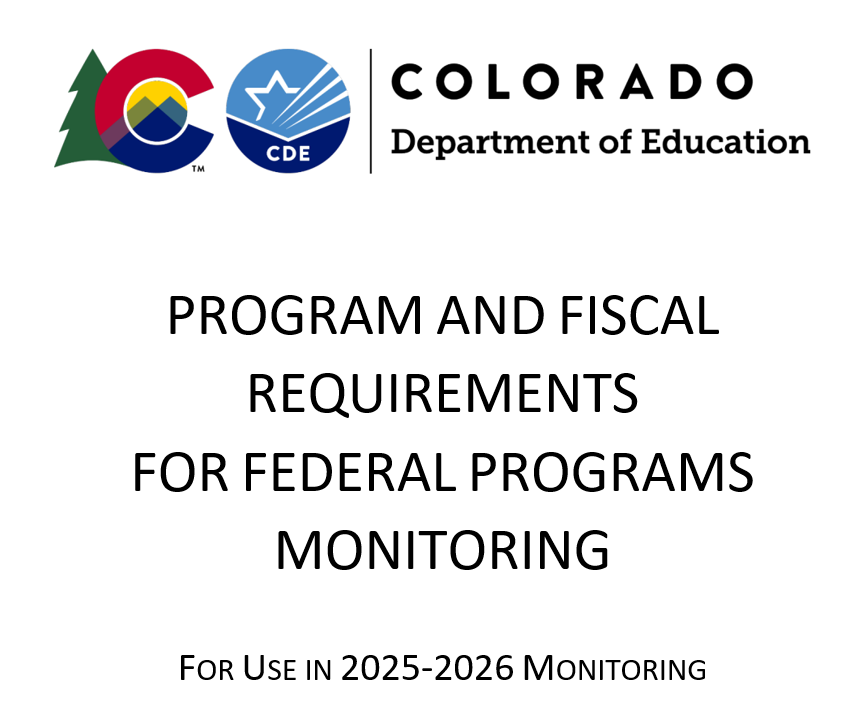 TM
CDE
COLORADO
Department of Education
PROGRAM AND FISCAL
REQUIREMENTS
FOR FEDERAL PROGRAMS
MONITORING
FOR USE IN 2025-2026 MONITORING